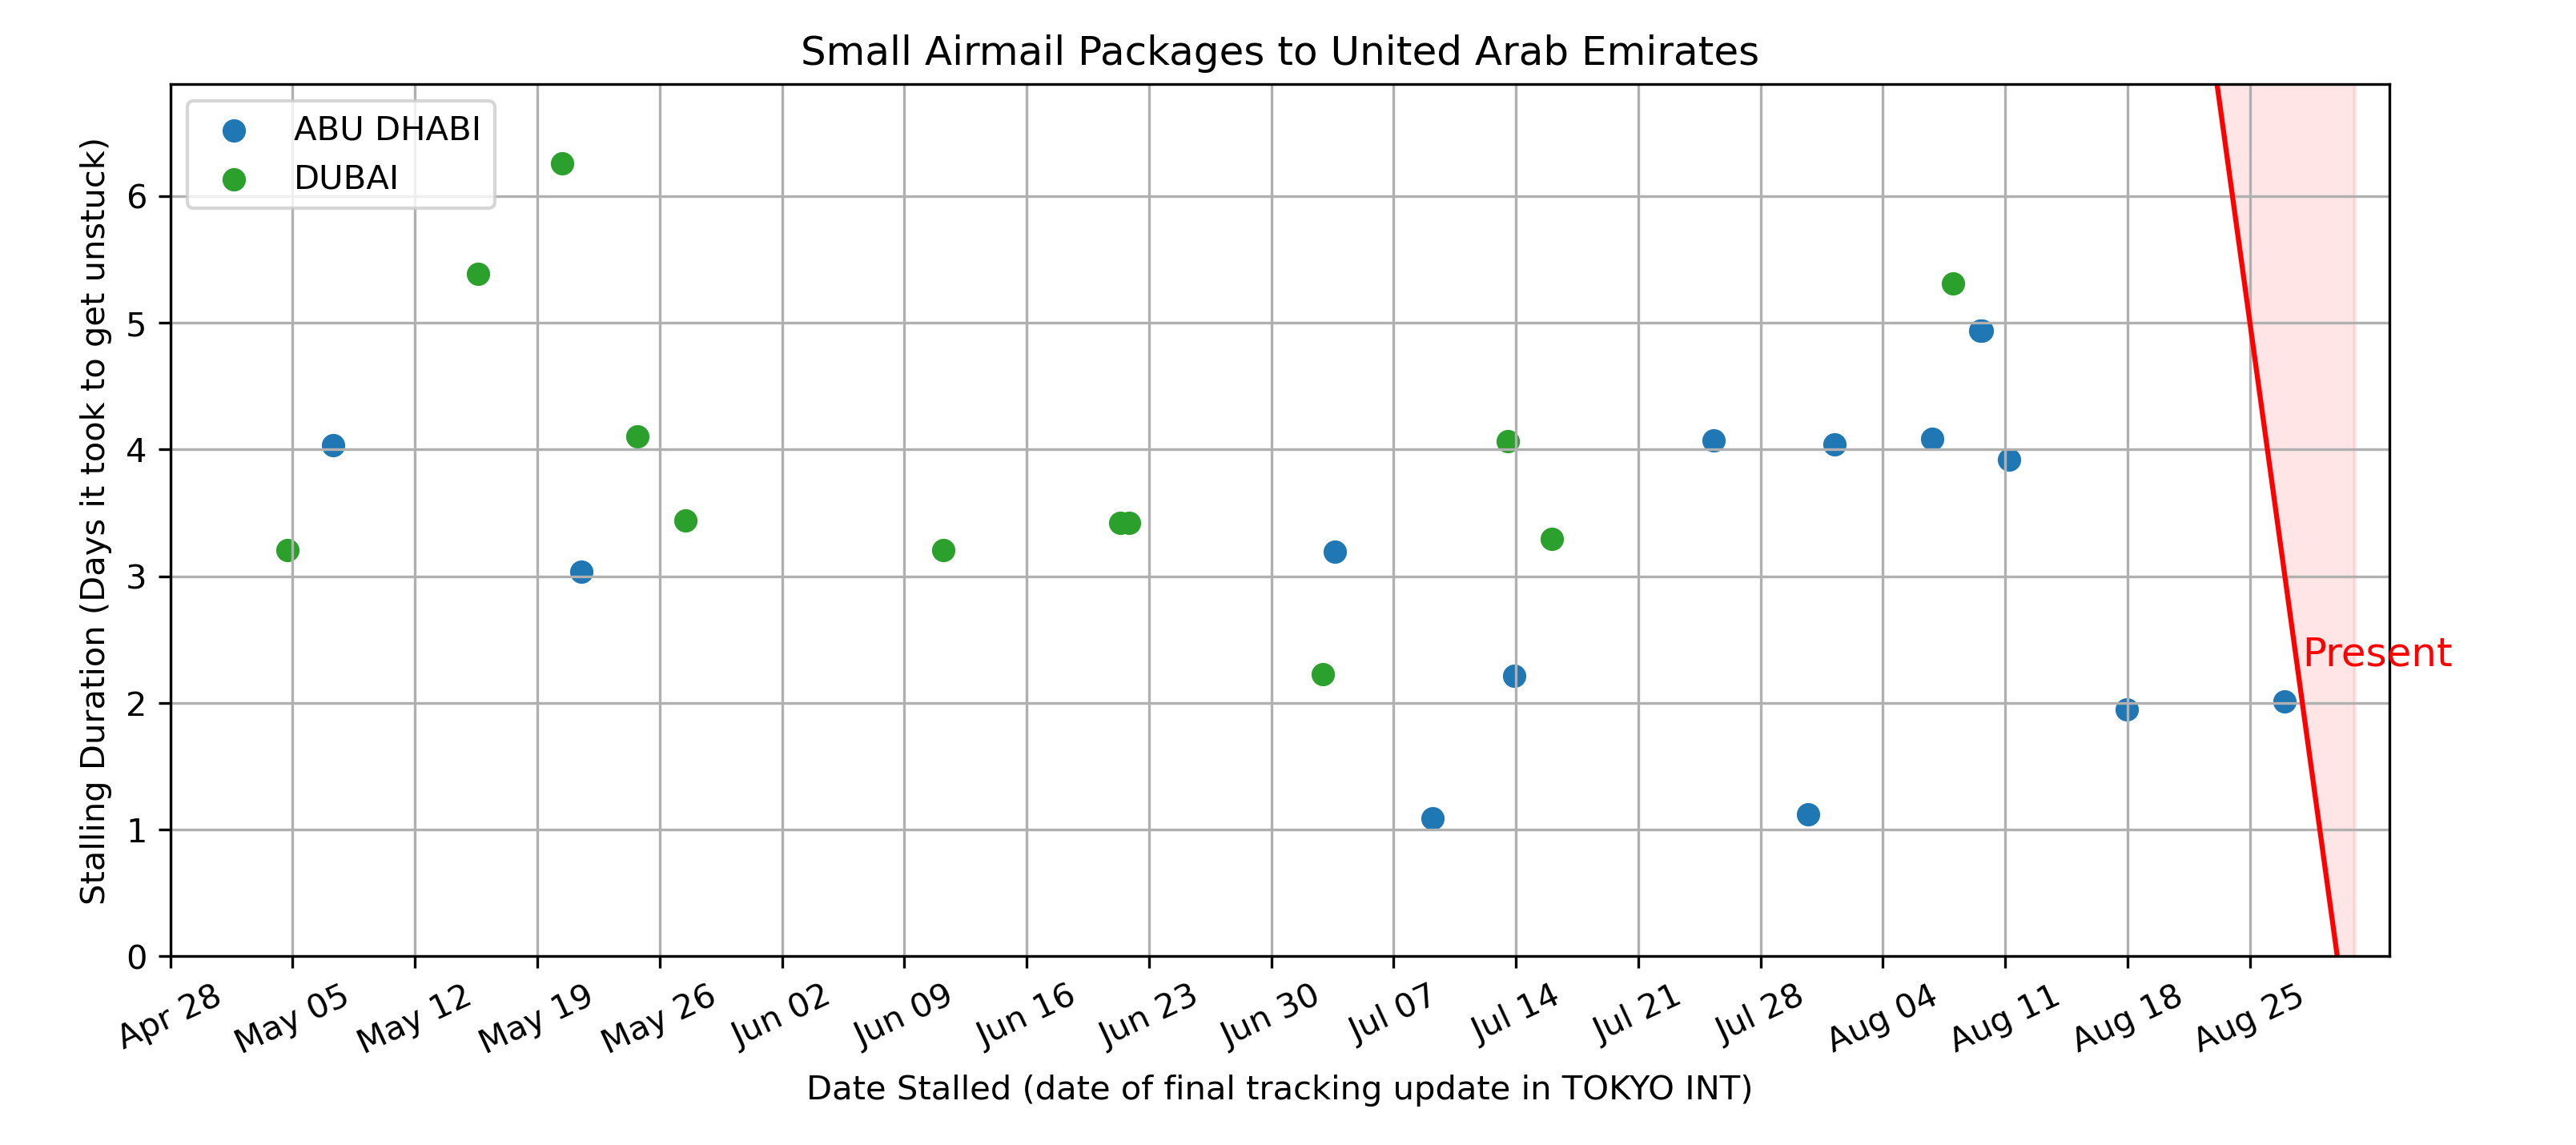 Small Airmail Packages to United Arab Emirates
ABU DHABI
DUBAI
Stalling Duration (Days it took to get unstuck)
6
5
4
3
2
1
0
Present
Apr 28
May 05
May 12
May 19
May 26
Jun 02
Jun 09
Jun 16
Jun 23
Jun 30
Jul 07
Jul 14
Jul 21
Jul 28
Aug 04
Aug 11
Aug 18
Aug 25
Date Stalled (date of final tracking update in TOKYO INT)